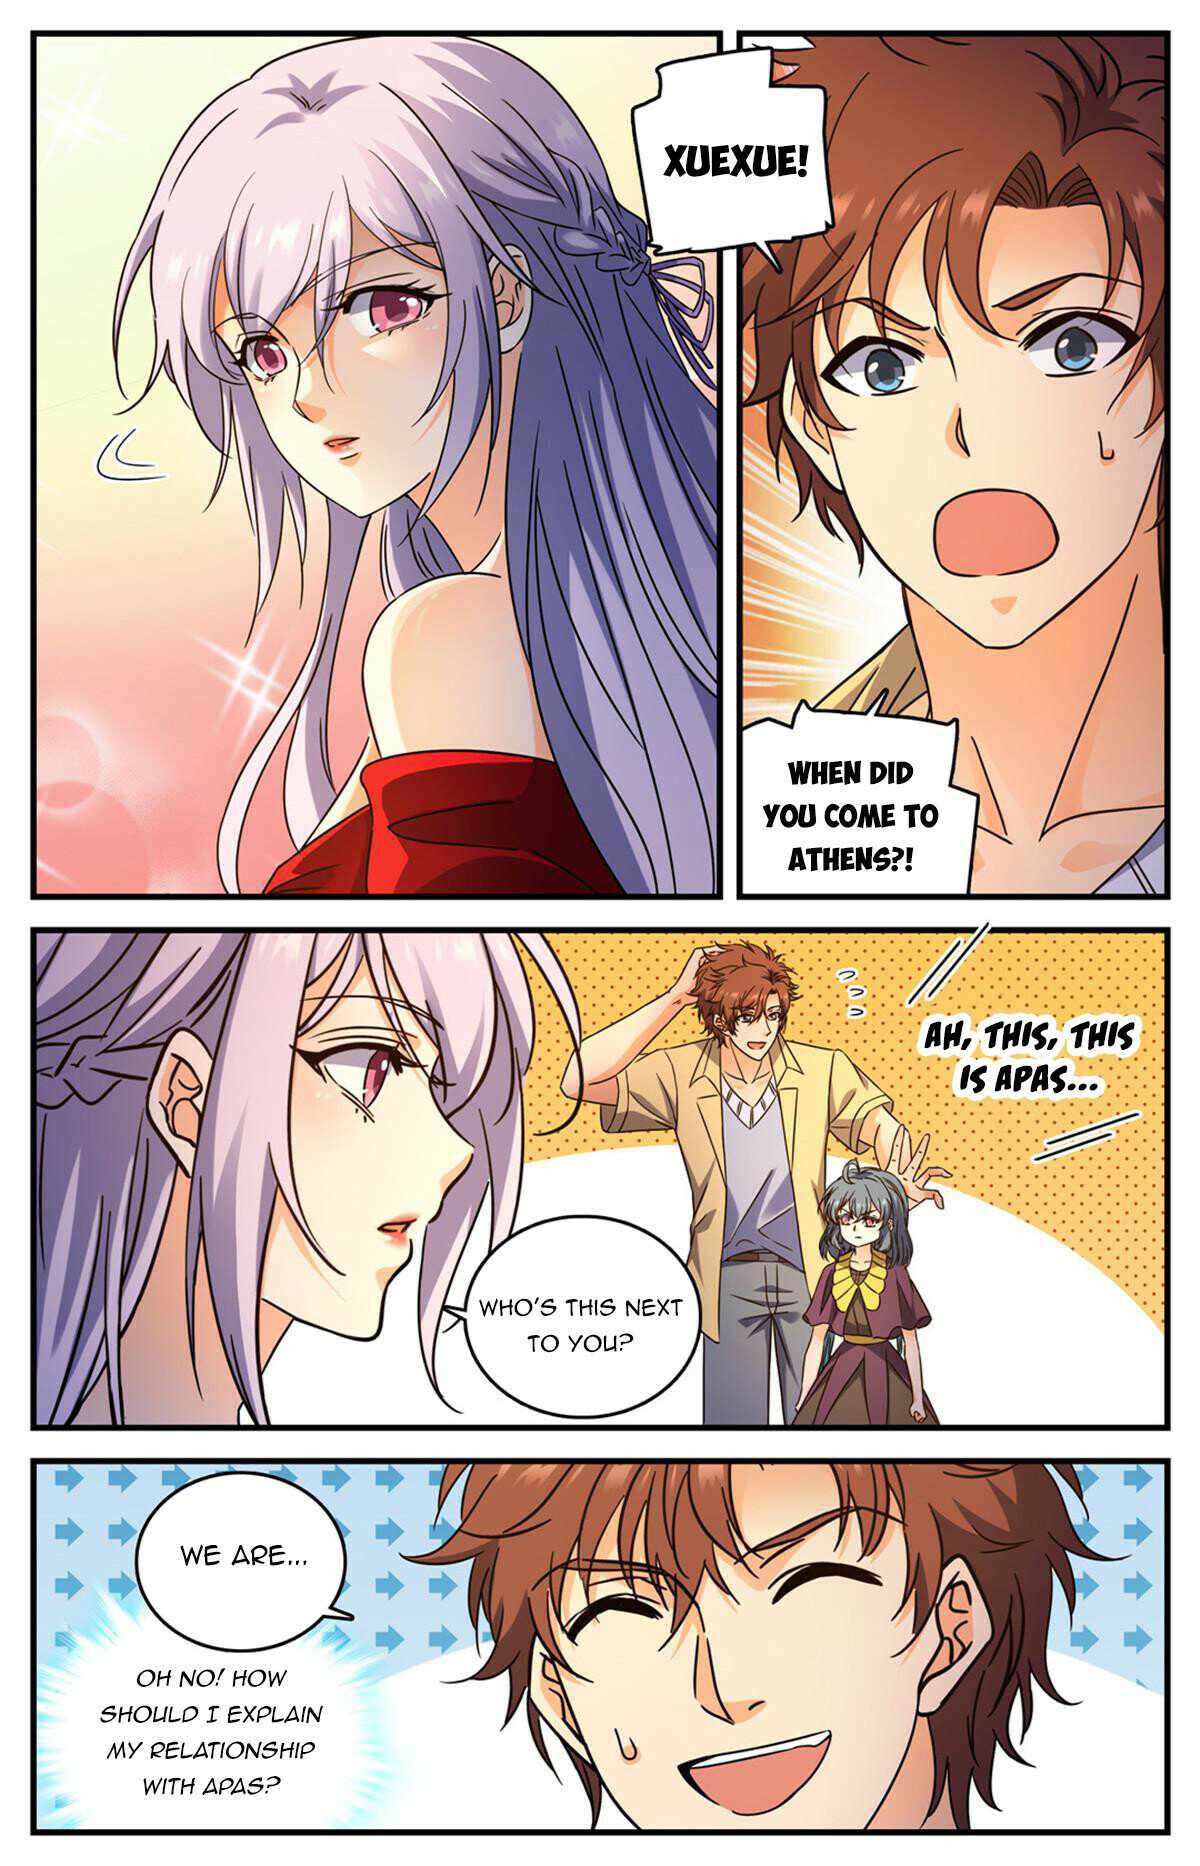 XUEXUE!
WHEN DID
YOU COME TO
ATHENS?!
WHO'S THIS NEXT
TO YOU?
AH, THIS, THIS
IS APAS...
WE ARE...
OH NO! HOW
SHOULD I EXPLAIN
MY RELATIONSHIP
WITH APAS?